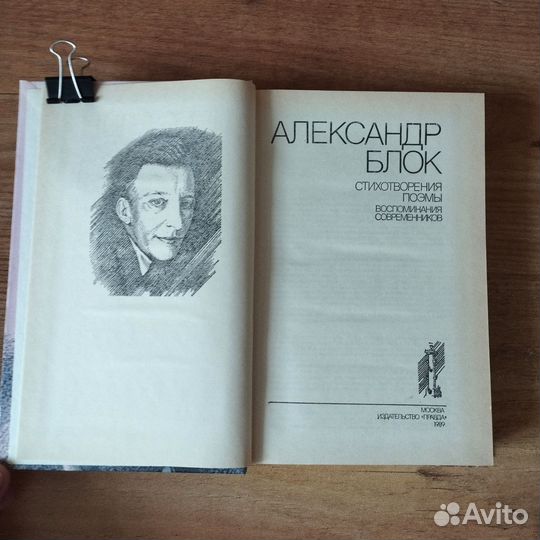 АЛЕКСАНДР
БЛОК
СТИХОТВОРЕНИЯ
ПОЭМЫ
ВОСПОМИНАНИЯ
СОВРЕМЕННИКОВ
МОСКВА
ИЗДАТЕЛЬСТВО «ПРАВДА»
1989
Avito